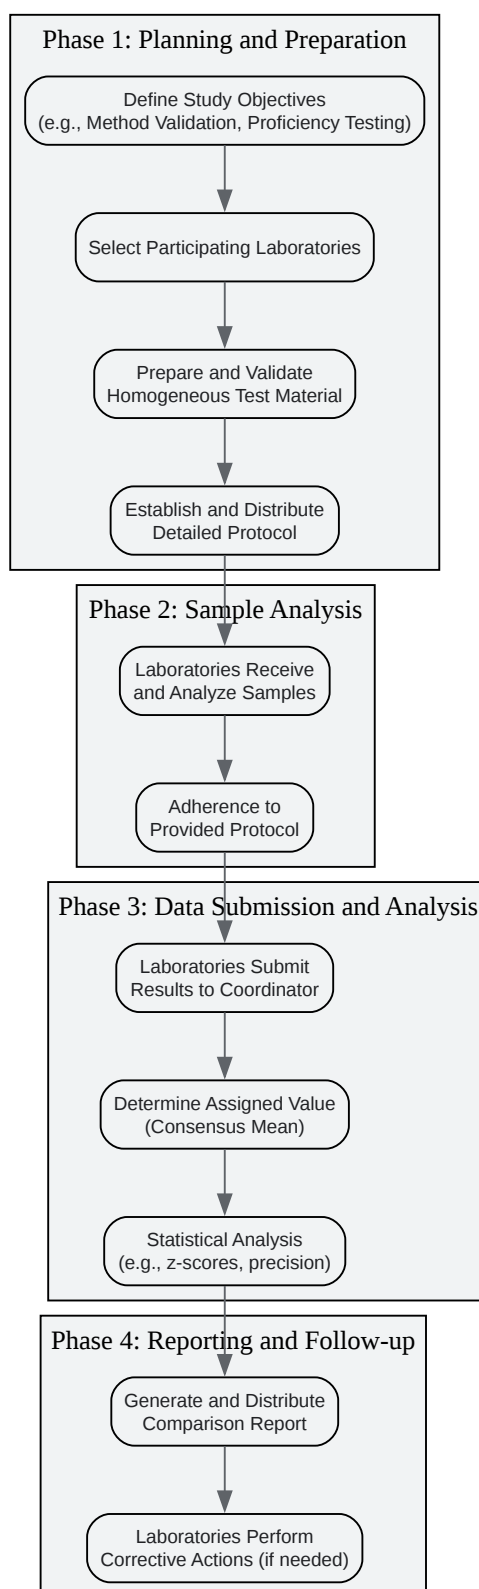 Phase 1: Planning and Preparation
Define Study Objectives
(e.g., Method Validation, Proficiency Testing)
Select Participating Laboratories
Prepare and Validate
Homogeneous Test Material
Establish and Distribute
Detailed Protocol
Phase 2: Sample Analysis
Laboratories Receive
and Analyze Samples
Adherence to
Provided Protocol
Phase 3: Data Submission and Analysis
Laboratories Submit
Results to Coordinator
Determine Assigned Value
(Consensus Mean)
Statistical Analysis
(e.g., z-scores, precision)
Phase 4: Reporting and Follow-up
Generate and Distribute
Comparison Report
Laboratories Perform
Corrective Actions (if needed)